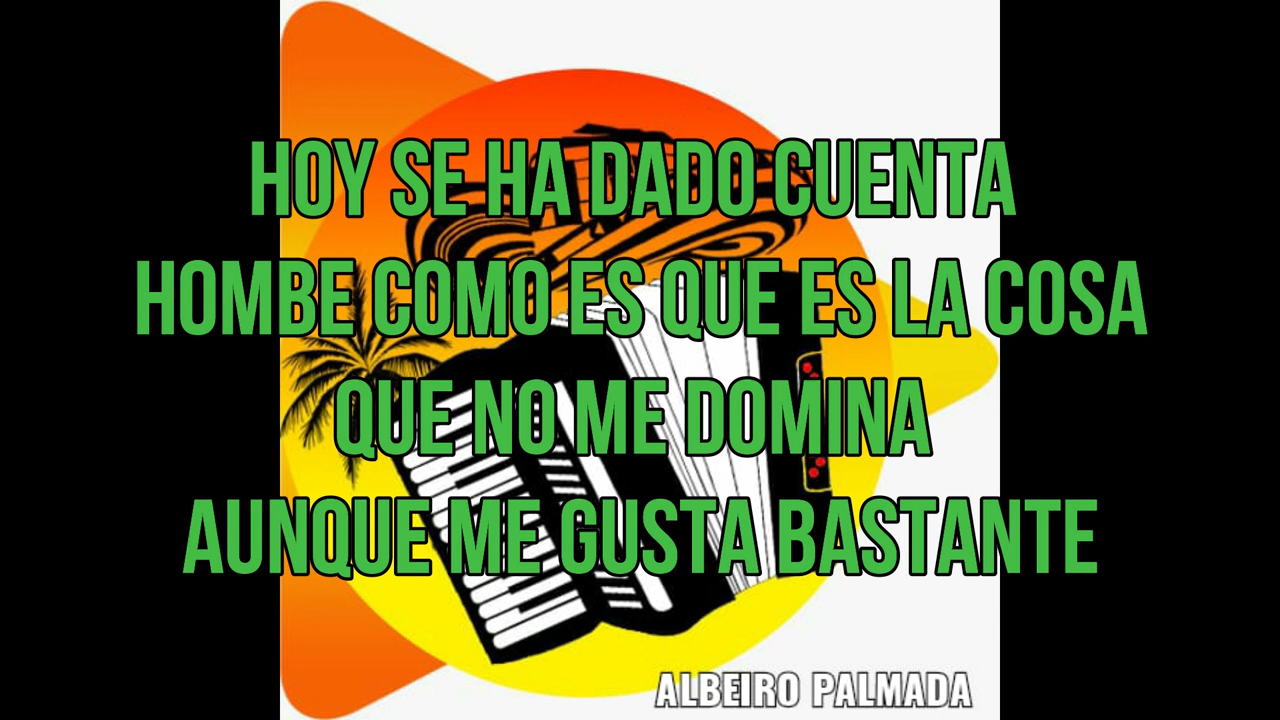 HOY SE HA DADO CUENTA
HOMBE COMO ES QUE ES LA COSA
QUE NO ME DOMINA
AUNQUE ME GUSTA BASTANTE
ALBEIRO PALMADA